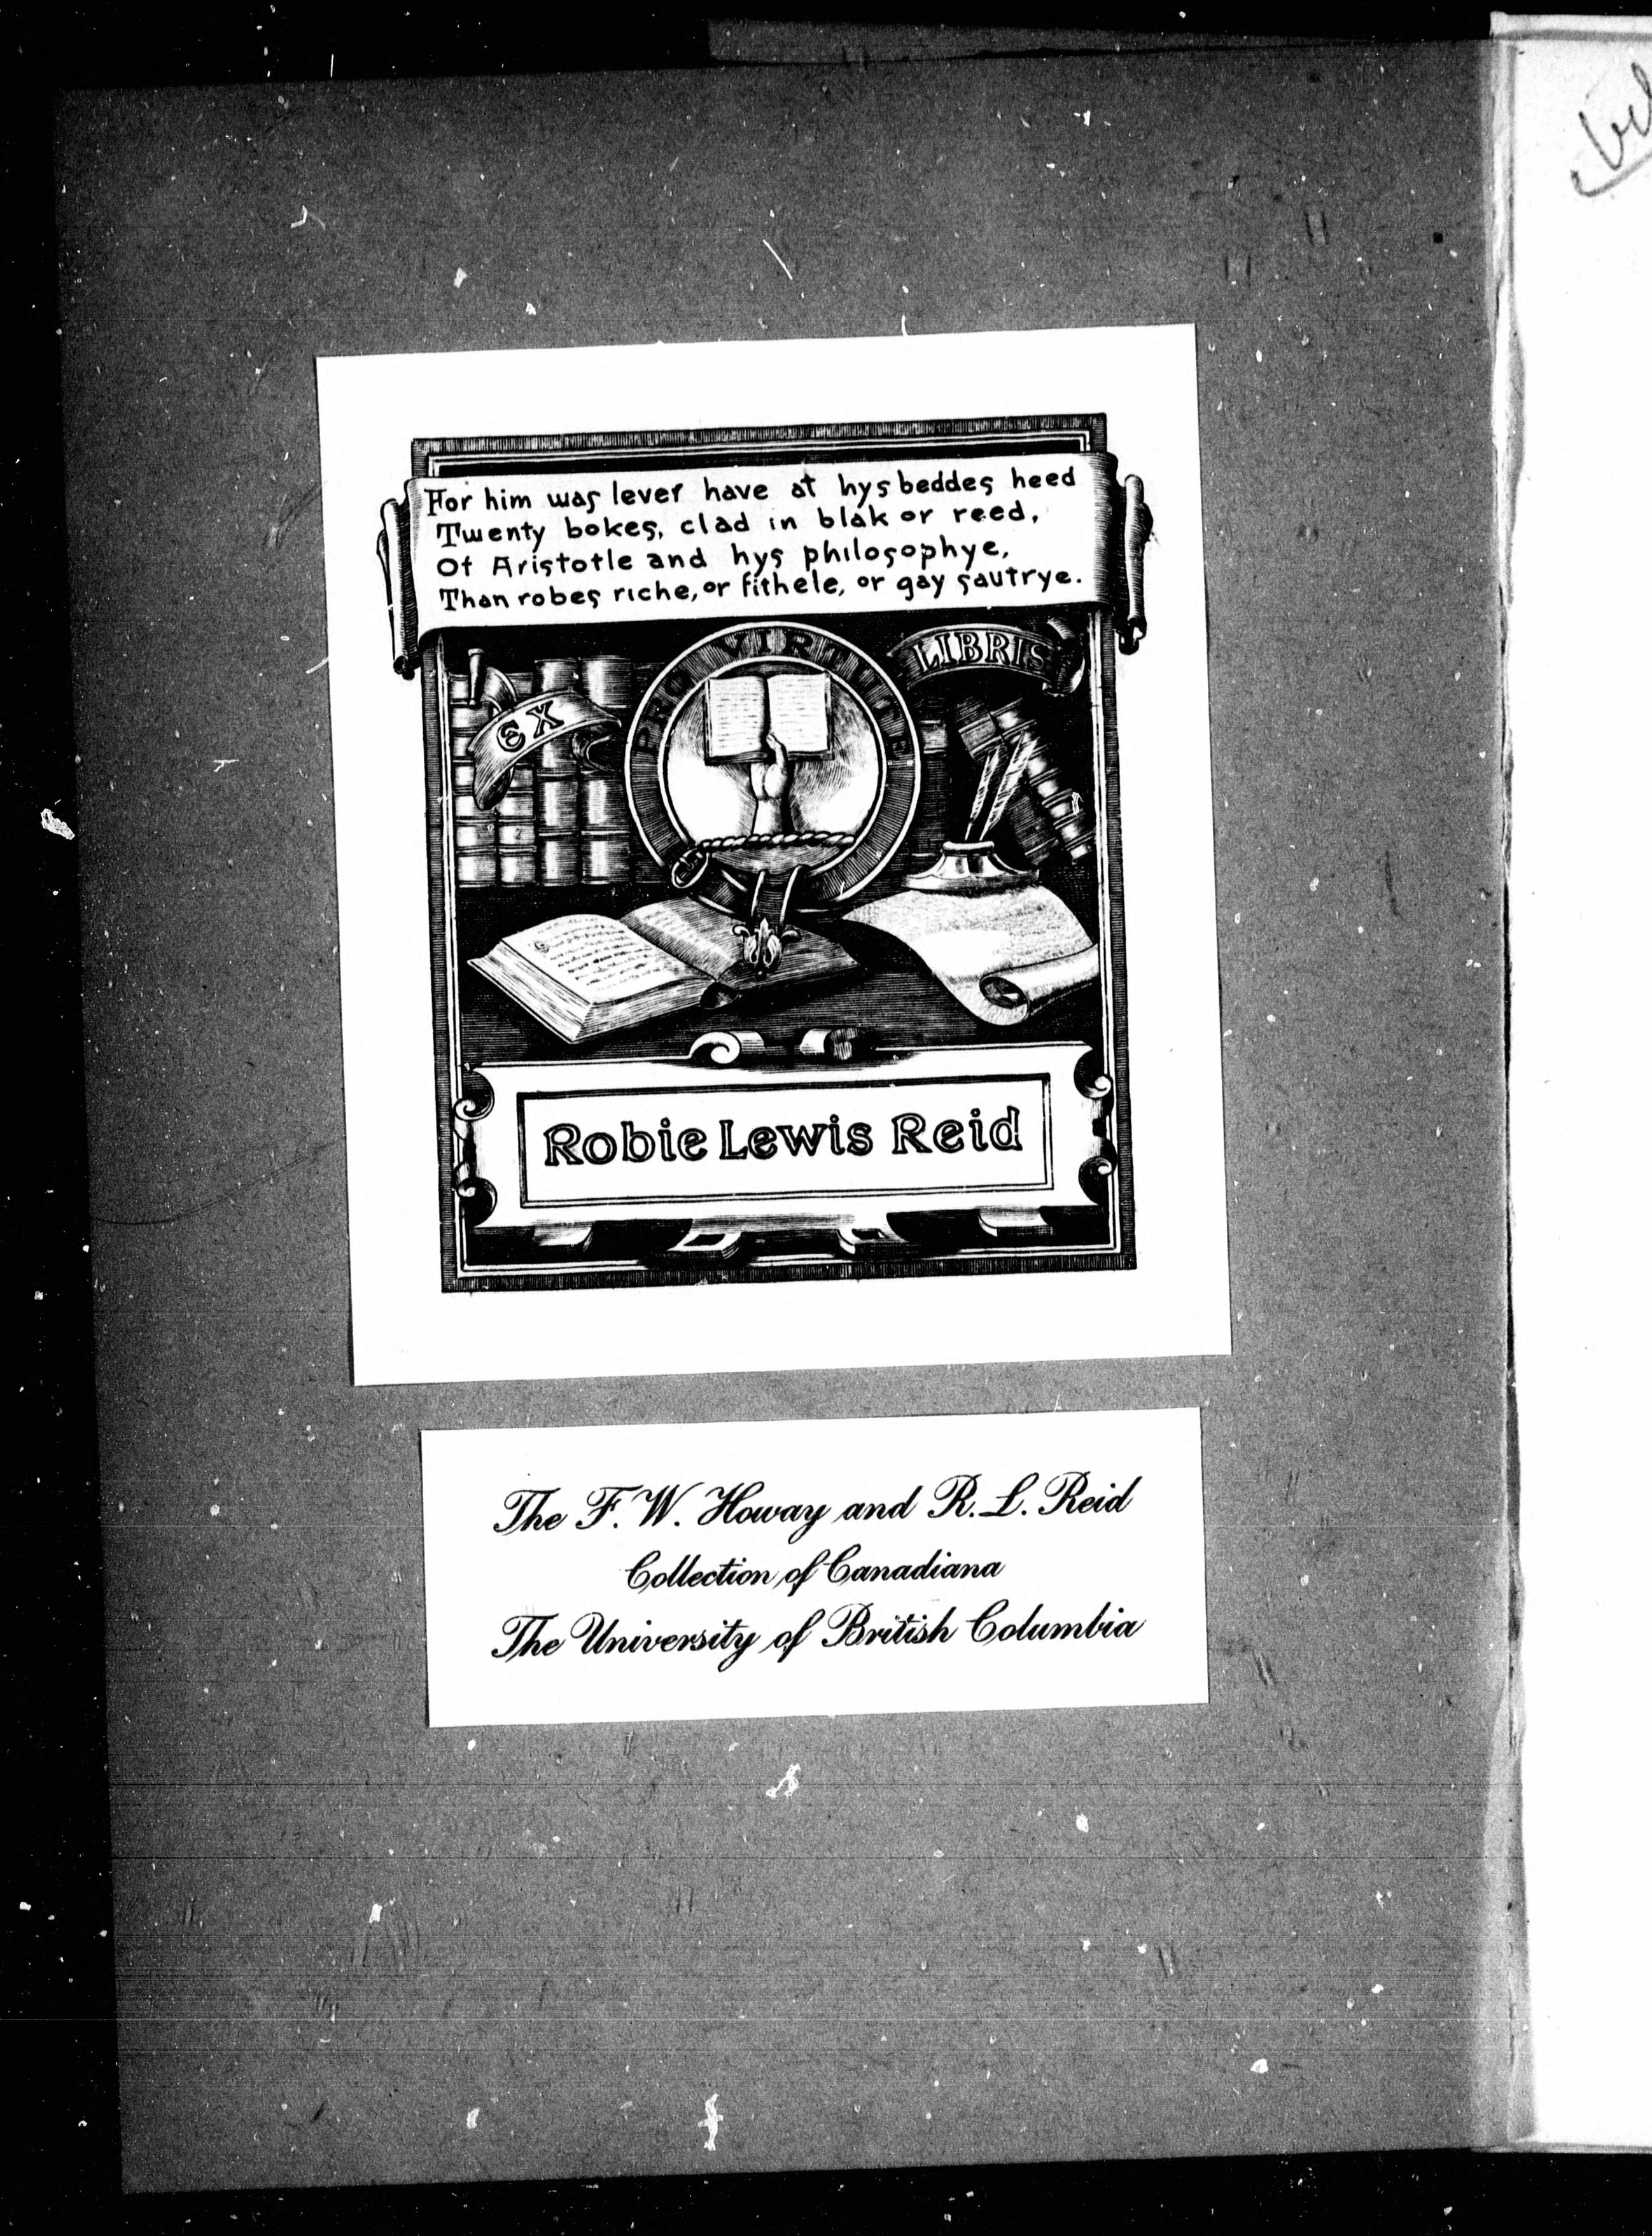 For him was lever have at hys beddes heed
Twenty bokes, clad in blak or reed,
Of Aristotle and hys philosophye,
Than robes riche, or fithele, or gay sautrye.
PRO VIRTUTE
EX LIBRIS
Robie Lewis Reid
The F. W. Howay and R. L. Reid
Collection of Canadiana
The University of British Columbia